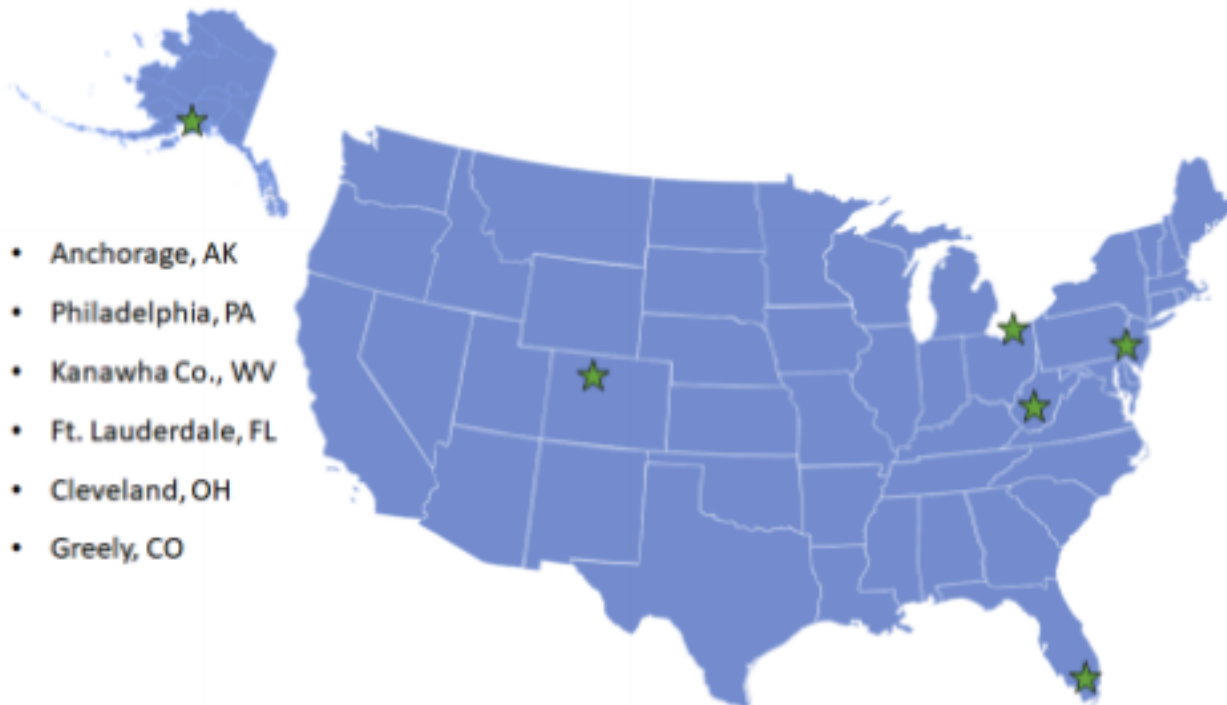 • Anchorage, AK
• Philadelphia, PA
• Kanawha Co., WV
• Ft. Lauderdale, FL
• Cleveland, OH
• Greely, CO